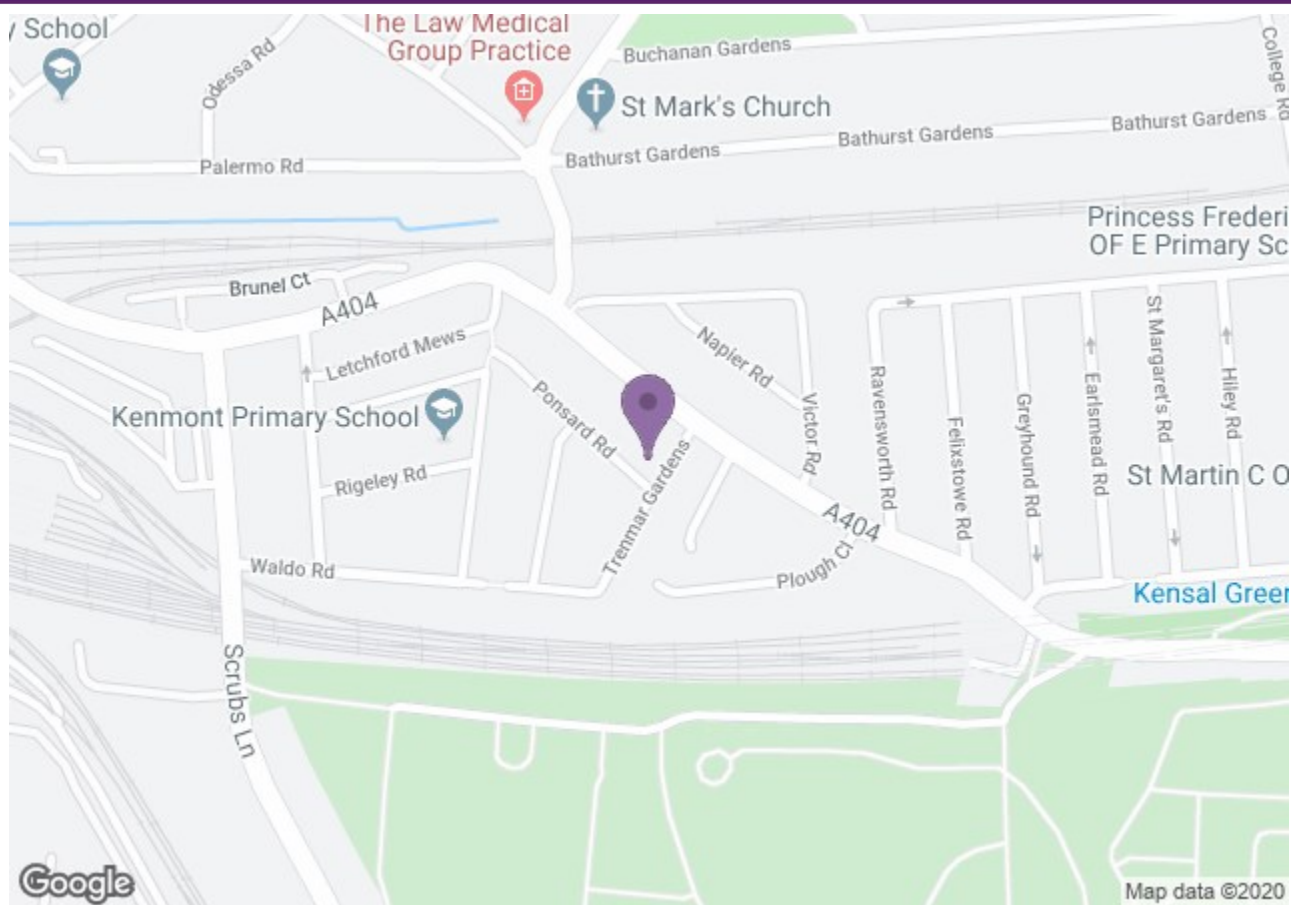 y School
The Law Medical
Group Practice
Odessa Rd
Buchanan Gardens
College Rd
St Mark's Church
Bathurst Gardens
Bathurst Gardens
Bathurst Gardens
Palermo Rd
Princess Frederi
OF E Primary Sc
Brunel Ct
A404
Letchford Mews
Napier Rd
Ponsard Rd
Kenmont Primary School
Victor Rd
Ravensworth Rd
Felixstowe Rd
Greyhound Rd
Earlsmead Rd
St Margaret's Rd
Hiley Rd
Rigeley Rd
Trenmar Gardens
St Martin C O
A404
Waldo Rd
Plough Cl
Kensal Green
Scrubs Ln
Google
Map data ©2020